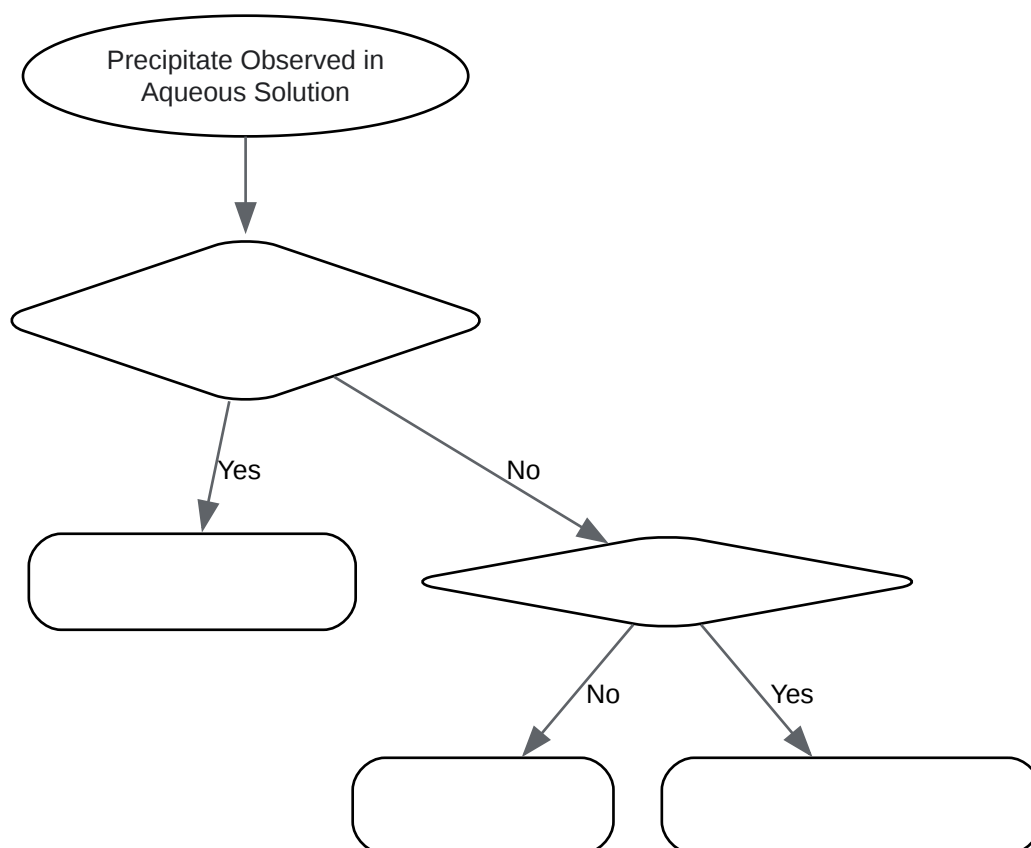 Precipitate Observed in
Aqueous Solution
Yes
No
No
Yes